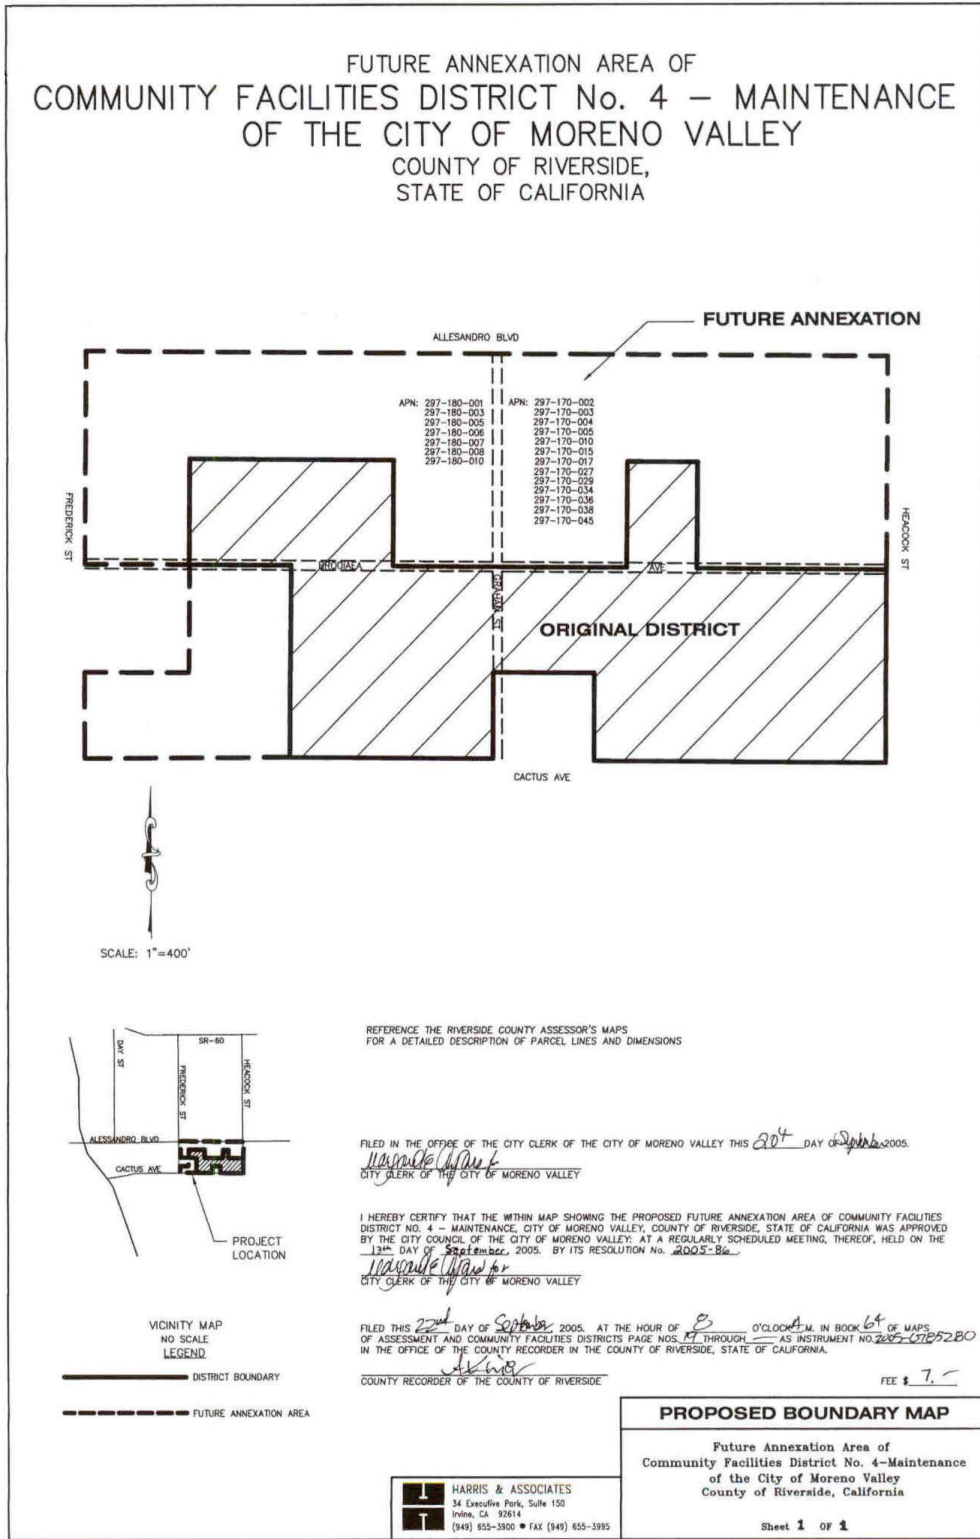 FUTURE ANNEXATION AREA OF
COMMUNITY FACILITIES DISTRICT No. 4 – MAINTENANCE
OF THE CITY OF MORENO VALLEY
COUNTY OF RIVERSIDE,
STATE OF CALIFORNIA
FUTURE ANNEXATION
ALLESANDRO BLVD
APN: 297-180-001
297-180-003
297-180-005
297-180-006
297-180-007
297-180-008
297-180-010
APN: 297-170-002
297-170-003
297-170-004
297-170-005
297-170-010
297-170-015
297-170-017
297-170-027
297-170-029
297-170-034
297-170-036
297-170-038
297-170-045
FREDERICK ST
HEACOCK ST
BRODIAEA
AVE
GRAHAM ST
ORIGINAL DISTRICT
CACTUS AVE
SCALE: 1"=400'
SR-60
DAY ST
FREDERICK ST
HEACOCK ST
ALESSANDRO BLVD
CACTUS AVE
PROJECT
LOCATION
VICINITY MAP
NO SCALE
LEGEND
DISTRICT BOUNDARY
FUTURE ANNEXATION AREA
REFERENCE THE RIVERSIDE COUNTY ASSESSOR'S MAPS
FOR A DETAILED DESCRIPTION OF PARCEL LINES AND DIMENSIONS
FILED IN THE OFFICE OF THE CITY CLERK OF THE CITY OF MORENO VALLEY THIS 20th DAY OF September 2005.
CITY CLERK OF THE CITY OF MORENO VALLEY
I HEREBY CERTIFY THAT THE WITHIN MAP SHOWING THE PROPOSED FUTURE ANNEXATION AREA OF COMMUNITY FACILITIES
DISTRICT NO. 4 – MAINTENANCE, CITY OF MORENO VALLEY, COUNTY OF RIVERSIDE, STATE OF CALIFORNIA WAS APPROVED
BY THE CITY COUNCIL OF THE CITY OF MORENO VALLEY: AT A REGULARLY SCHEDULED MEETING, THEREOF, HELD ON THE
13th DAY OF September, 2005. BY ITS RESOLUTION No. 2005-86.
for
CITY CLERK OF THE CITY OF MORENO VALLEY
FILED THIS 22nd DAY OF September, 2005. AT THE HOUR OF 8 O'CLOCK A.M. IN BOOK 64 OF MAPS
OF ASSESSMENT AND COMMUNITY FACILITIES DISTRICTS PAGE NOS. THROUGH — AS INSTRUMENT NO. 2005-0785280
IN THE OFFICE OF THE COUNTY RECORDER IN THE COUNTY OF RIVERSIDE, STATE OF CALIFORNIA.
COUNTY RECORDER OF THE COUNTY OF RIVERSIDE
FEE $ 7.–
PROPOSED BOUNDARY MAP
Future Annexation Area of
Community Facilities District No. 4-Maintenance
of the City of Moreno Valley
County of Riverside, California
Sheet 1 OF 1
HARRIS & ASSOCIATES
34 Executive Park, Suite 150
Irvine, CA 92614
(949) 655-3900 ● FAX (949) 655-3995